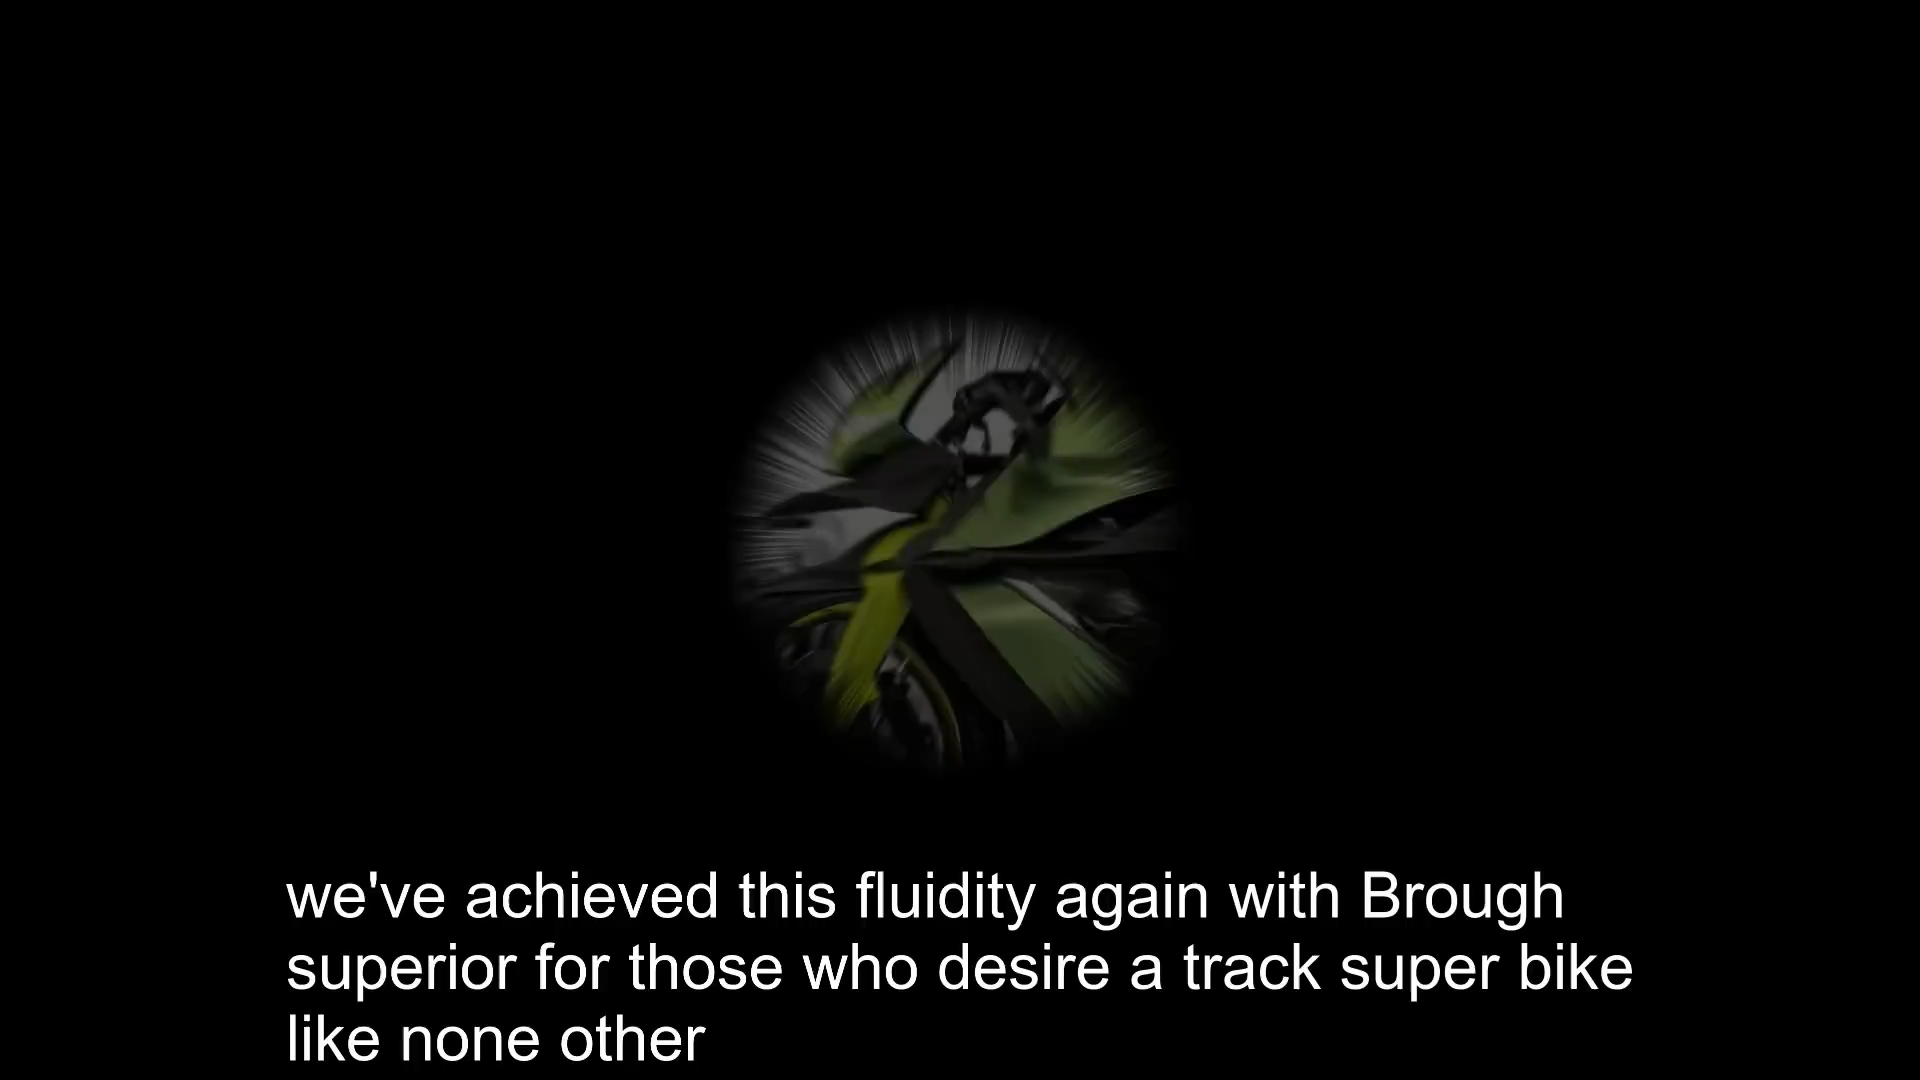 we've achieved this fluidity again with Brough
superior for those who desire a track super bike
like none other